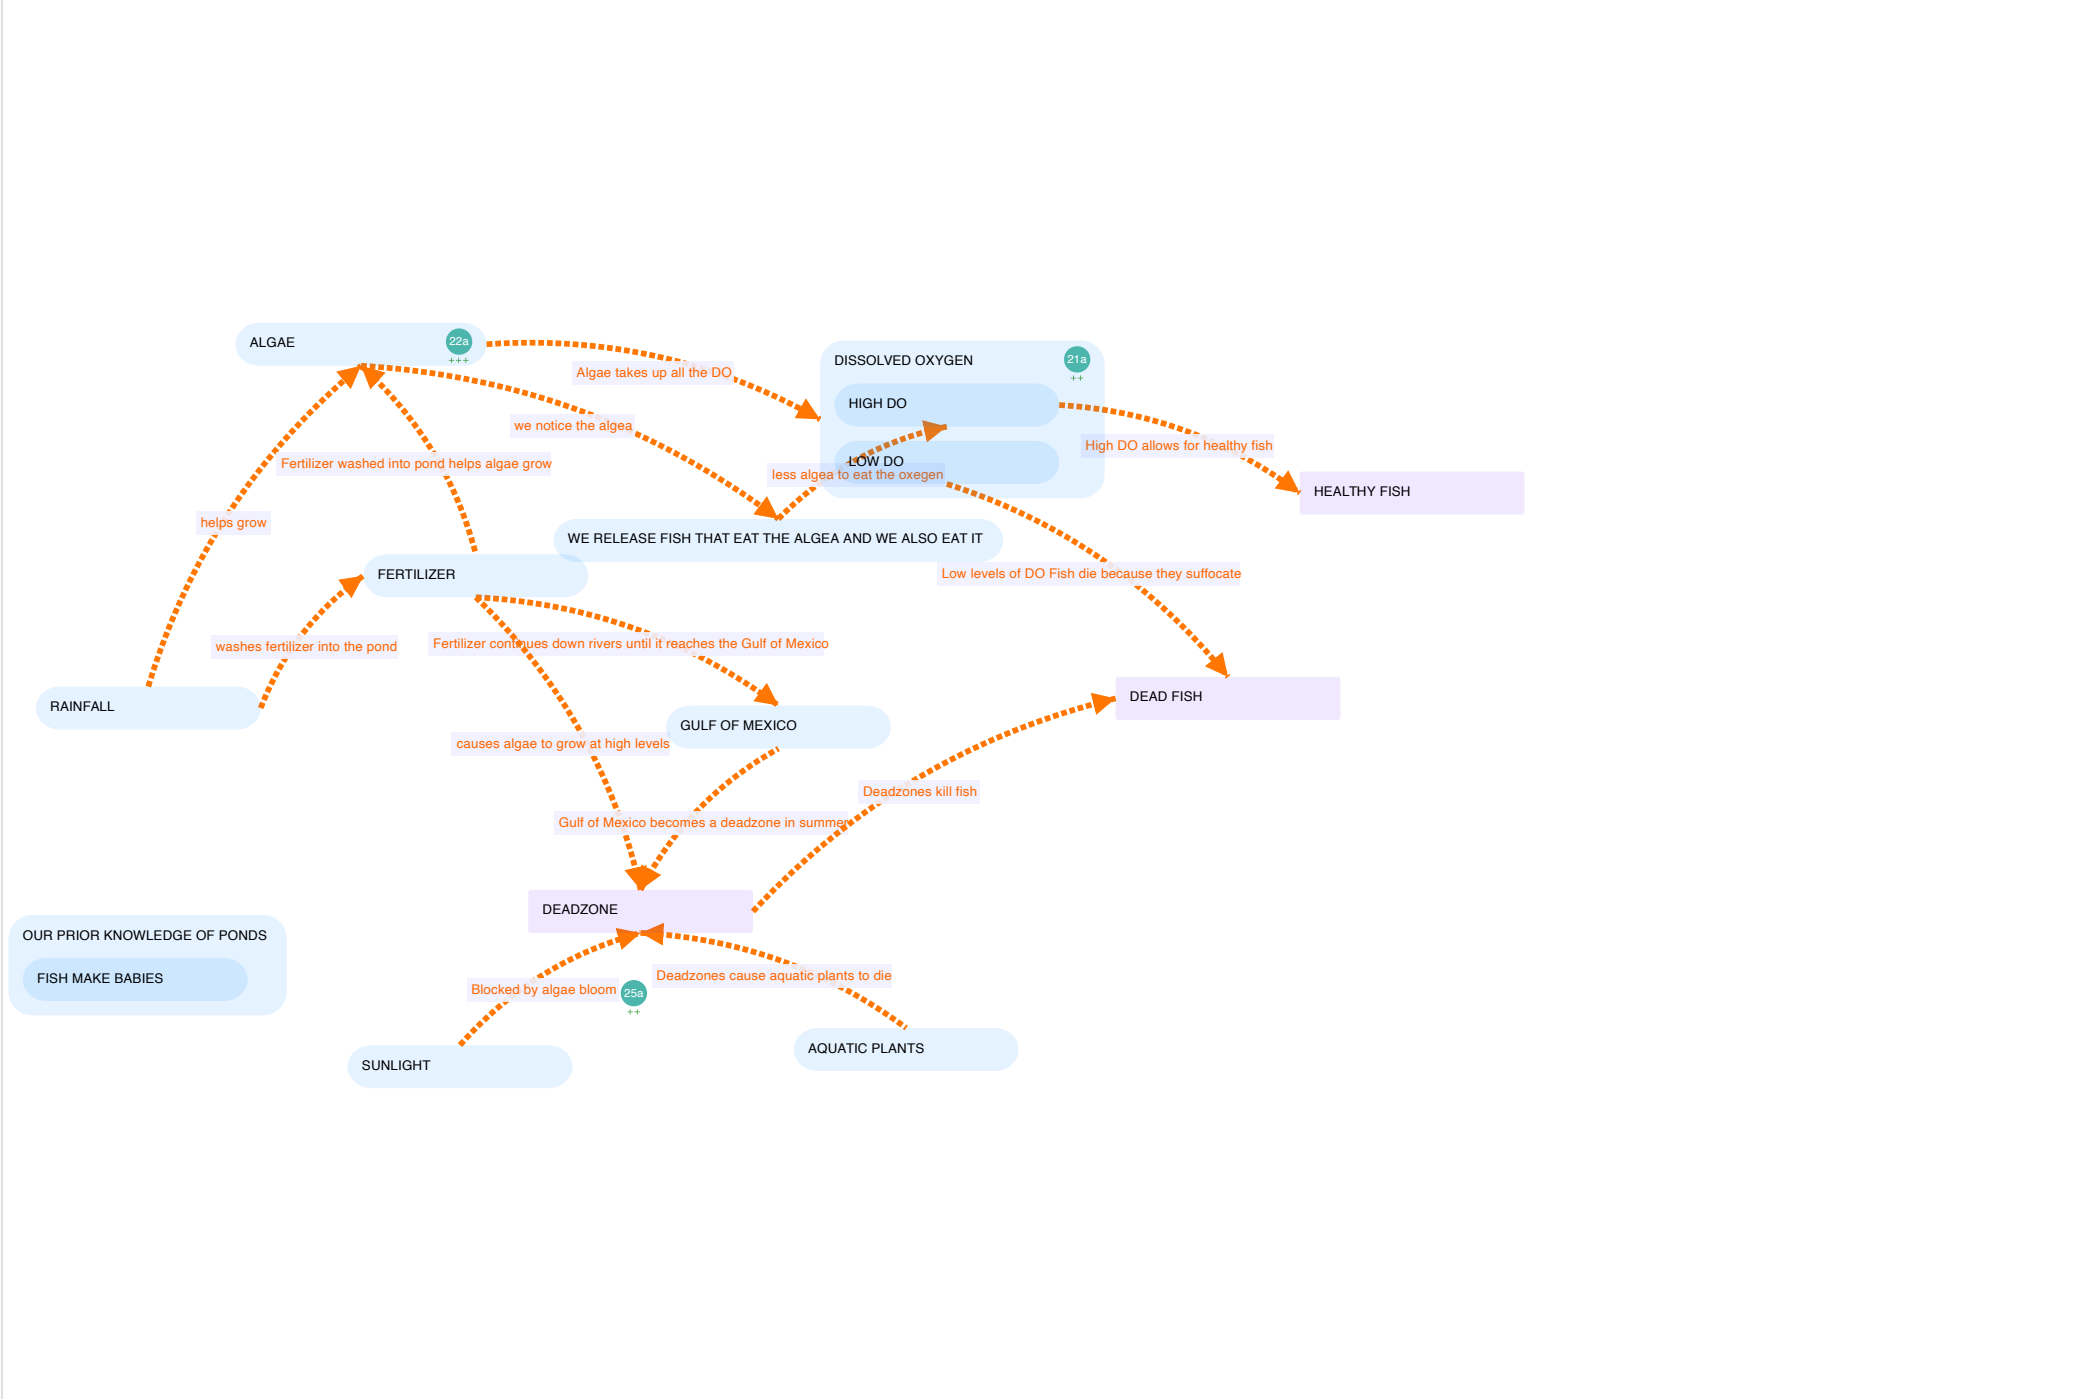 ALGAE
22a
+++
DISSOLVED OXYGEN
21a
++
Algae takes up all the DO
HIGH DO
we notice the algea
High DO allows for healthy fish
Fertilizer washed into pond helps algae grow
LOW DO
less algea to eat the oxegen
HEALTHY FISH
helps grow
WE RELEASE FISH THAT EAT THE ALGEA AND WE ALSO EAT IT
FERTILIZER
Low levels of DO Fish die because they suffocate
washes fertilizer into the pond
Fertilizer continues down rivers until it reaches the Gulf of Mexico
RAINFALL
DEAD FISH
GULF OF MEXICO
causes algae to grow at high levels
Deadzones kill fish
Gulf of Mexico becomes a deadzone in summer
DEADZONE
OUR PRIOR KNOWLEDGE OF PONDS
FISH MAKE BABIES
Deadzones cause aquatic plants to die
Blocked by algae bloom
25a
++
AQUATIC PLANTS
SUNLIGHT